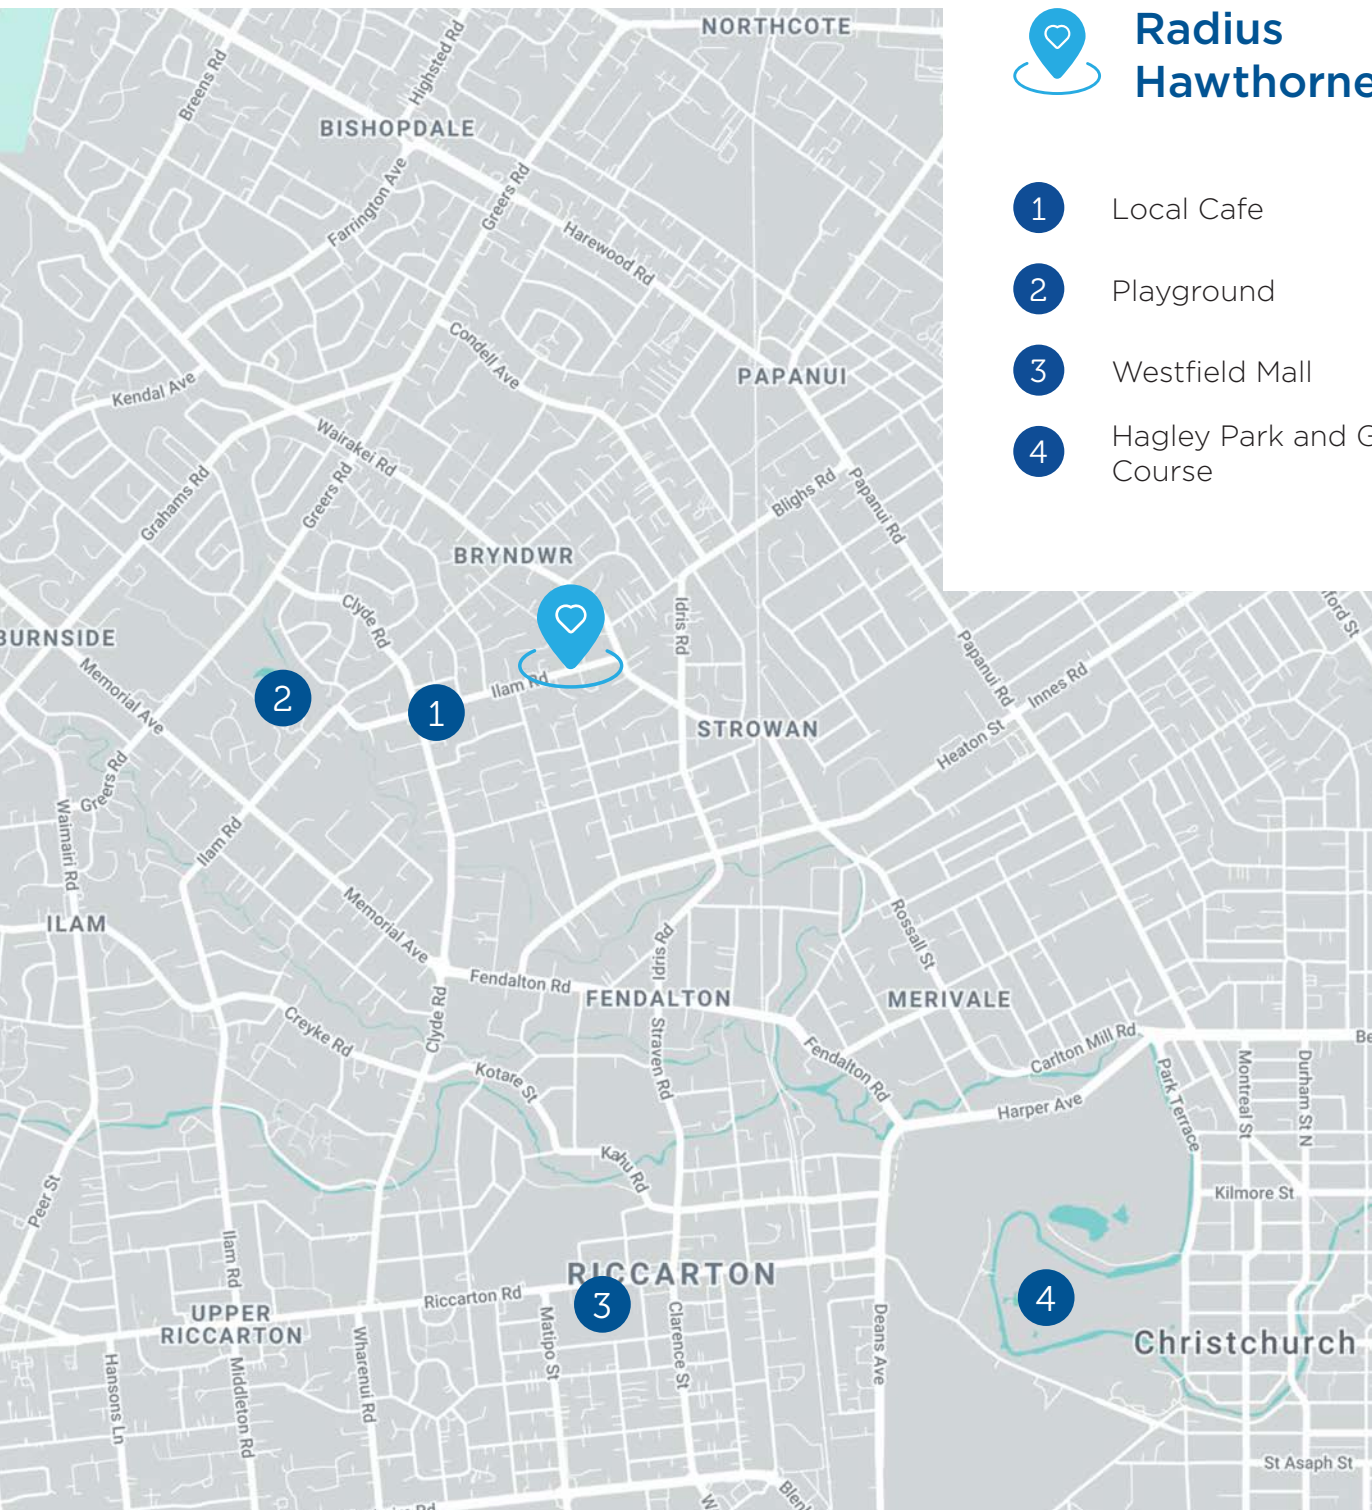 NORTHCOTE
Highsted Rd
Breens Rd
BISHOPDALE
Farrington Ave
Greers Rd
Harewood Rd
Condell Ave
Kendal Ave
PAPANUI
Wairakei Rd
Grahams Rd
Greers Rd
Blighs Rd
Papanui Rd
BRYNDWR
Clyde Rd
Idris Rd
BURNSIDE
Memorial Ave
Ilam Rd
2
1
STROWAN
Papanui Rd
Innes Rd
Heaton St
Greers Rd
Waimairi Rd
Ilam Rd
Memorial Ave
ILAM
Rossall St
Idris Rd
Fendalton Rd
FENDALTON
MERIVALE
Clyde Rd
Creyke Rd
Straven Rd
Fendalton Rd
Carlton Mill Rd
Kotare St
Harper Ave
Park Terrace
Montreal St
Durham St N
Kahu Rd
Peer St
Kilmore St
Ilam Rd
RICCARTON
Riccarton Rd
3
4
UPPER
RICCARTON
Matipo St
Clarence St
Deans Ave
Christchurch
Hansons Ln
Middleton Rd
Wharenui Rd
St Asaph St
Rd
Radius
Hawthorne
1 Local Cafe
2 Playground
3 Westfield Mall
4 Hagley Park and G
Course